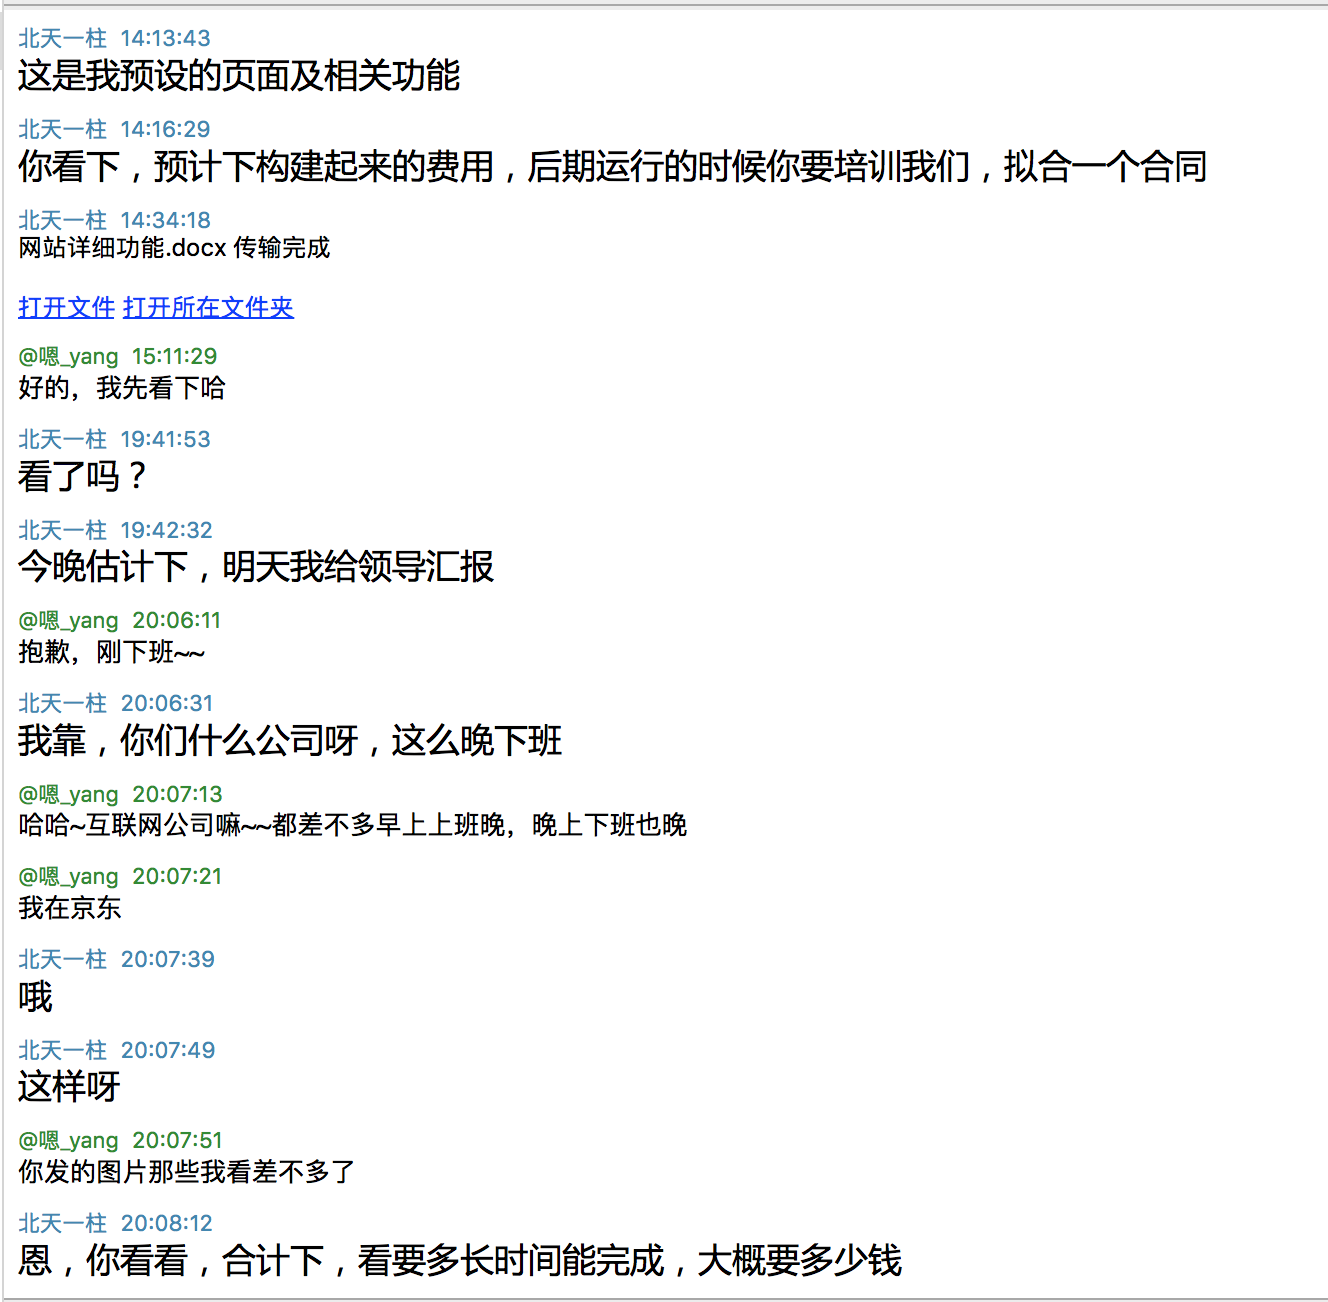 北天一柱 14:13:43
这是我预设的页面及相关功能
北天一柱 14:16:29
你看下，预计下构建起来的费用，后期运行的时候你要培训我们，拟合一个合同
北天一柱 14:34:18
网站详细功能.docx 传输完成
打开文件 打开所在文件夹
@嗯_yang 15:11:29
好的，我先看下哈
北天一柱 19:41:53
看了吗？
北天一柱 19:42:32
今晚估计下，明天我给领导汇报
@嗯_yang 20:06:11
抱歉，刚下班~~
北天一柱 20:06:31
我靠，你们什么公司呀，这么晚下班
@嗯_yang 20:07:13
哈哈~互联网公司嘛~~都差不多早上上班晚，晚上下班也晚
@嗯_yang 20:07:21
我在京东
北天一柱 20:07:39
哦
北天一柱 20:07:49
这样呀
@嗯_yang 20:07:51
你发的图片那些我看差不多了
北天一柱 20:08:12
恩，你看看，合计下，看要多长时间能完成，大概要多少钱